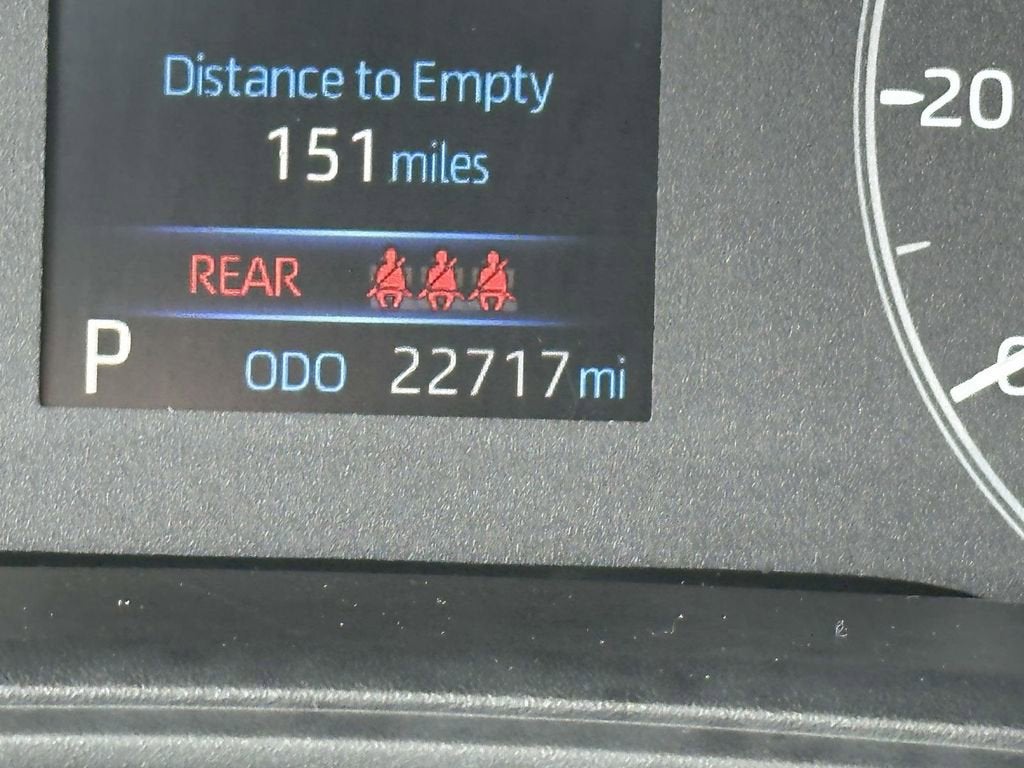 Distance to Empty
151 miles
20
REAR
P ODO 22717 mi